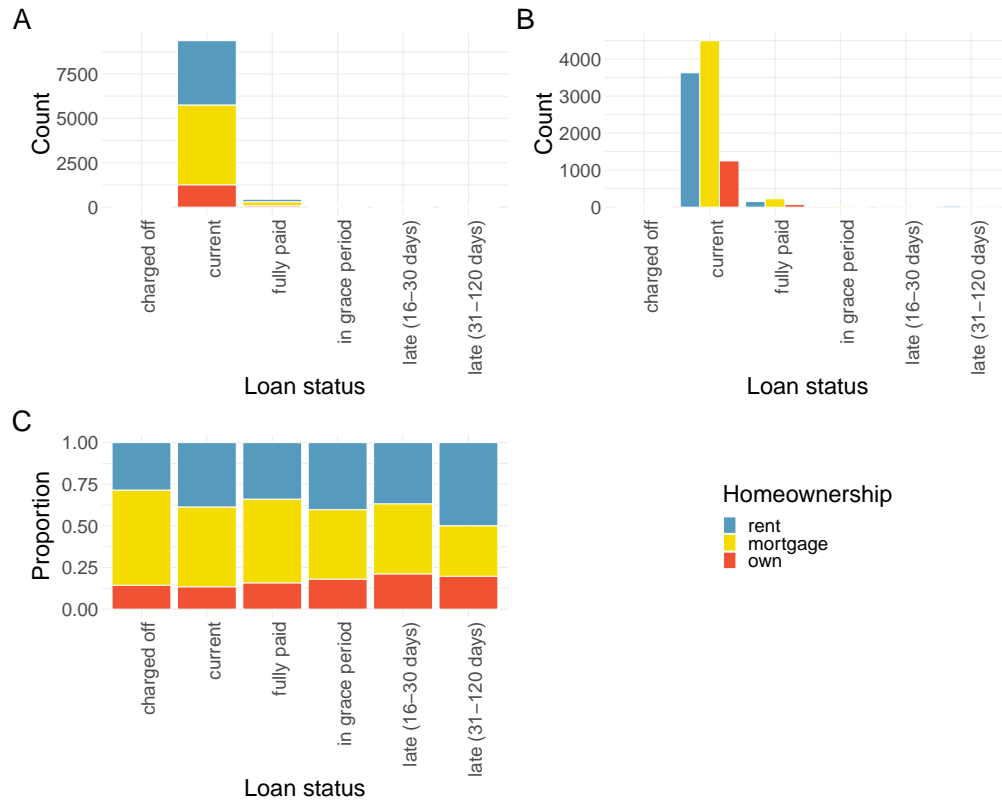 A
Count
7500
5000
2500
0
charged off
current
fully paid
in grace period
late (16−30 days)
late (31−120 days)
Loan status
B
Count
4000
3000
2000
1000
0
charged off
current
fully paid
in grace period
late (16−30 days)
late (31−120 days)
Loan status
C
Proportion
1.00
0.75
0.50
0.25
0.00
charged off
current
fully paid
in grace period
late (16−30 days)
late (31−120 days)
Loan status
Homeownership
rent
mortgage
own